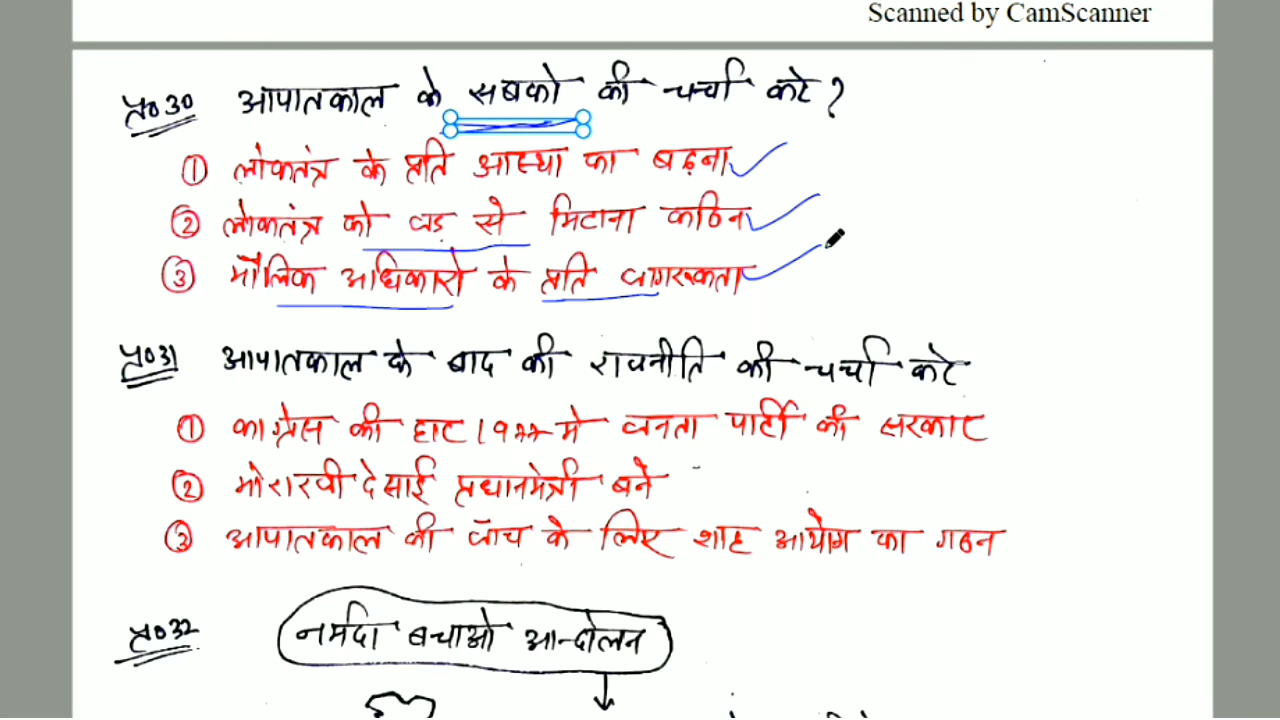 Scanned by CamScanner
प्र०30 आपातकाल के सबको की चर्चा करे?
① लोकतंत्र के प्रति आस्था का बढ़ना
② लोकतंत्र को जड़ से मिटाना कठिन
③ मौलिक अधिकारो के प्रति जागरूकता
प्र०31 आपातकाल के बाद की राजनीति की चर्चा करे
① कांग्रेस की हार 1977 मे जनता पार्टी की सरकार
② मोरारजी देसाई प्रधानमंत्री बने
③ आपातकाल की जाँच के लिए शाह आयोग का गठन
प्र०32 नर्मदा बचाओ आन्दोलन